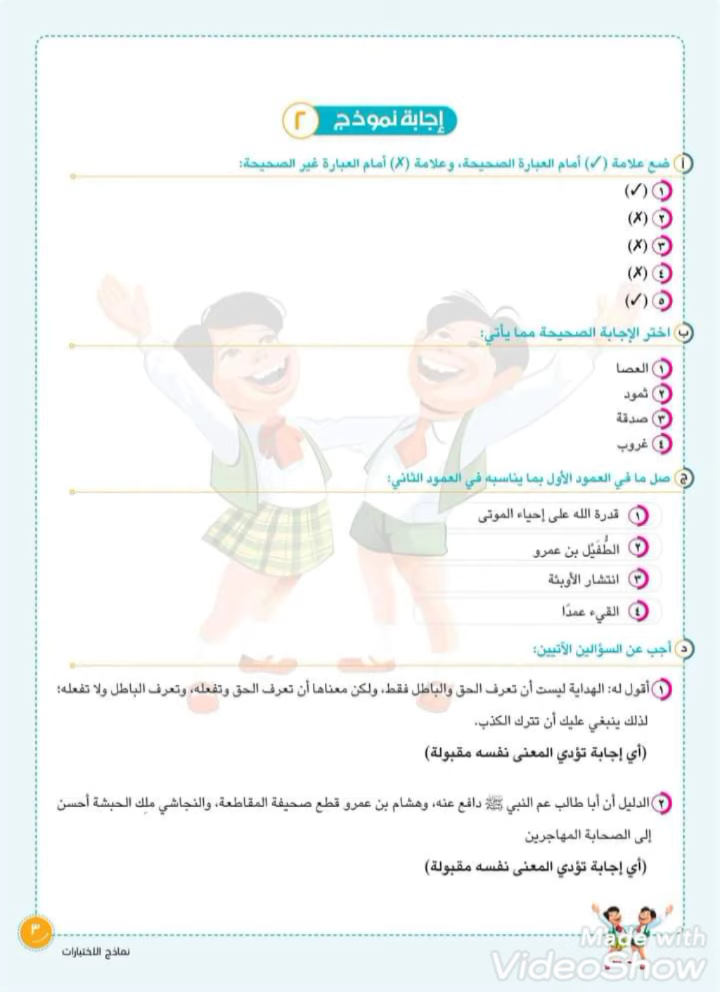 إجابة نموذج ٢
أ ضع علامة (✓) أمام العبارة الصحيحة، وعلامة (✗) أمام العبارة غير الصحيحة:
١ (✓)
٢ (✗)
٣ (✗)
٤ (✗)
٥ (✓)
ب اختر الإجابة الصحيحة مما يأتي:
١ العصا
٢ ثمود
٣ صدقة
٤ غروب
ج صل ما في العمود الأول بما يناسبه في العمود الثاني:
١ قدرة الله على إحياء الموتى
٢ الطُّفَيْل بن عمرو
٣ انتشار الأوبئة
٤ القيء عمدًا
د أجب عن السؤالين الآتيين:
١ أقول له: الهداية ليست أن تعرف الحق والباطل فقط، ولكن معناها أن تعرف الحق وتفعله، وتعرف الباطل ولا تفعله؛
لذلك ينبغي عليك أن تترك الكذب.
(أي إجابة تؤدي المعنى نفسه مقبولة)
٢ الدليل أن أبا طالب عم النبي ﷺ دافع عنه، وهشام بن عمرو قطع صحيفة المقاطعة، والنجاشي ملِك الحبشة أحسن
إلى الصحابة المهاجرين
(أي إجابة تؤدي المعنى نفسه مقبولة)
٣
نماذج الاختبارات
Made with
VideoShow